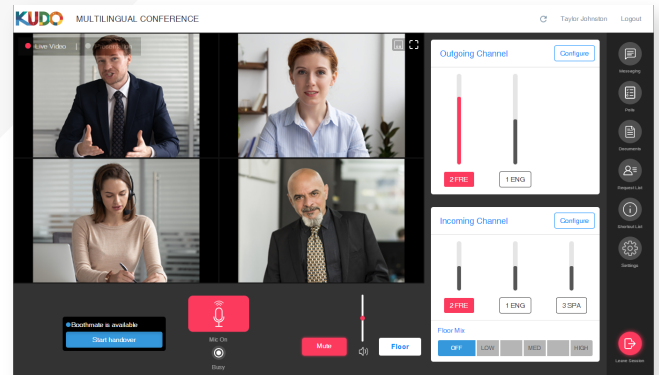 KUDO MULTILINGUAL CONFERENCE
Taylor Johnston Logout
Live Video |
Outgoing Channel Configure
2 FRE 1 ENG
Incoming Channel Configure
2 FRE 1 ENG 3 SPA
Floor Mix
OFF LOW MED HIGH
Boothmate is available
Start handover
Mic On
Busy
Mute Floor
Messaging
Polls
Documents
Request List
Shortcut List
Settings
Leave Session